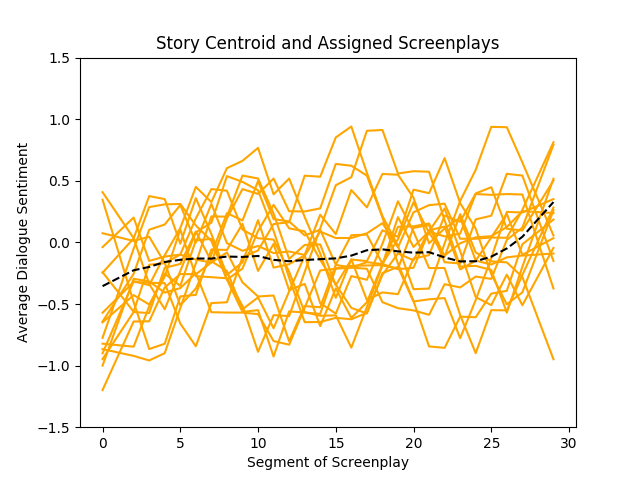 Story Centroid and Assigned Screenplays
1.5
1.0
0.5
0.0
−0.5
−1.0
−1.5
Average Dialogue Sentiment
0 5 10 15 20 25 30
Segment of Screenplay